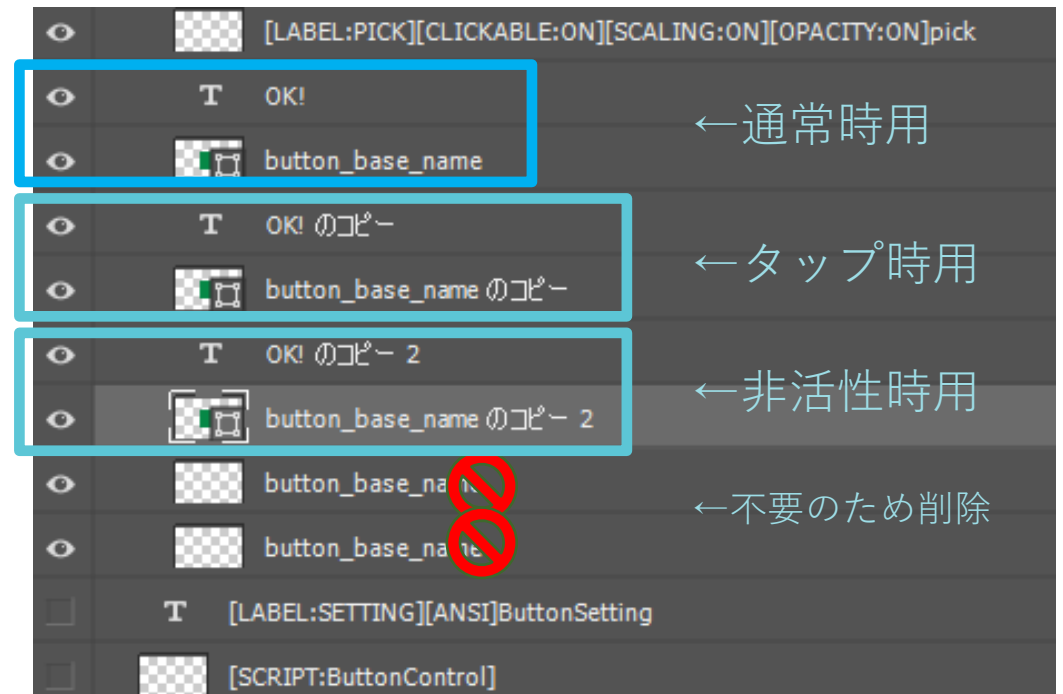 [LABEL:PICK][CLICKABLE:ON][SCALING:ON][OPACITY:ON]pick
T OK!
←通常時用
button_base_name
T OK! のコピー
←タップ時用
button_base_name のコピー
T OK! のコピー 2
←非活性時用
button_base_name のコピー 2
button_base_name
←不要のため削除
button_base_name
T [LABEL:SETTING][ANSI]ButtonSetting
[SCRIPT:ButtonControl]